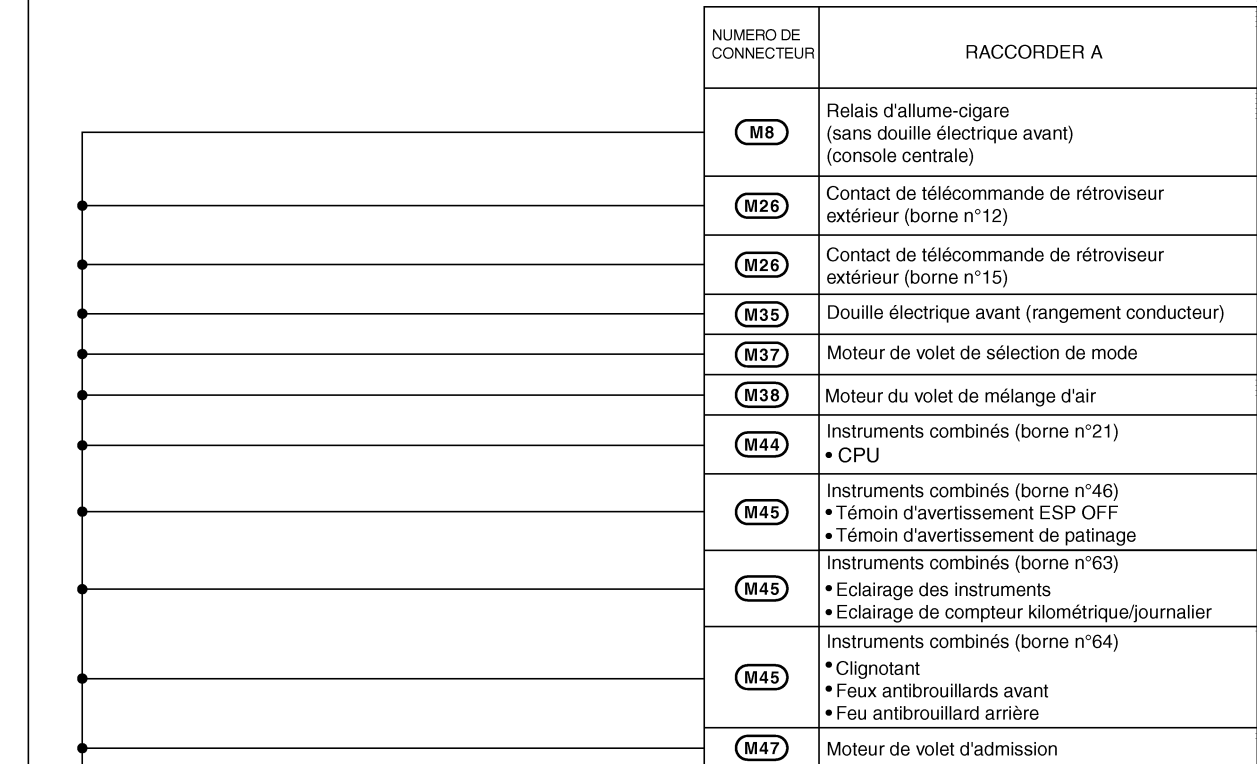 NUMERO DE
CONNECTEUR
RACCORDER A
M8
Relais d'allume-cigare
(sans douille électrique avant)
(console centrale)
M26
Contact de télécommande de rétroviseur
extérieur (borne n°12)
M26
Contact de télécommande de rétroviseur
extérieur (borne n°15)
M35
Douille électrique avant (rangement conducteur)
M37
Moteur de volet de sélection de mode
M38
Moteur du volet de mélange d'air
M44
Instruments combinés (borne n°21)
• CPU
M45
Instruments combinés (borne n°46)
• Témoin d'avertissement ESP OFF
• Témoin d'avertissement de patinage
M45
Instruments combinés (borne n°63)
• Eclairage des instruments
• Eclairage de compteur kilométrique/journalier
M45
Instruments combinés (borne n°64)
• Clignotant
• Feux antibrouillards avant
• Feu antibrouillard arrière
M47
Moteur de volet d'admission